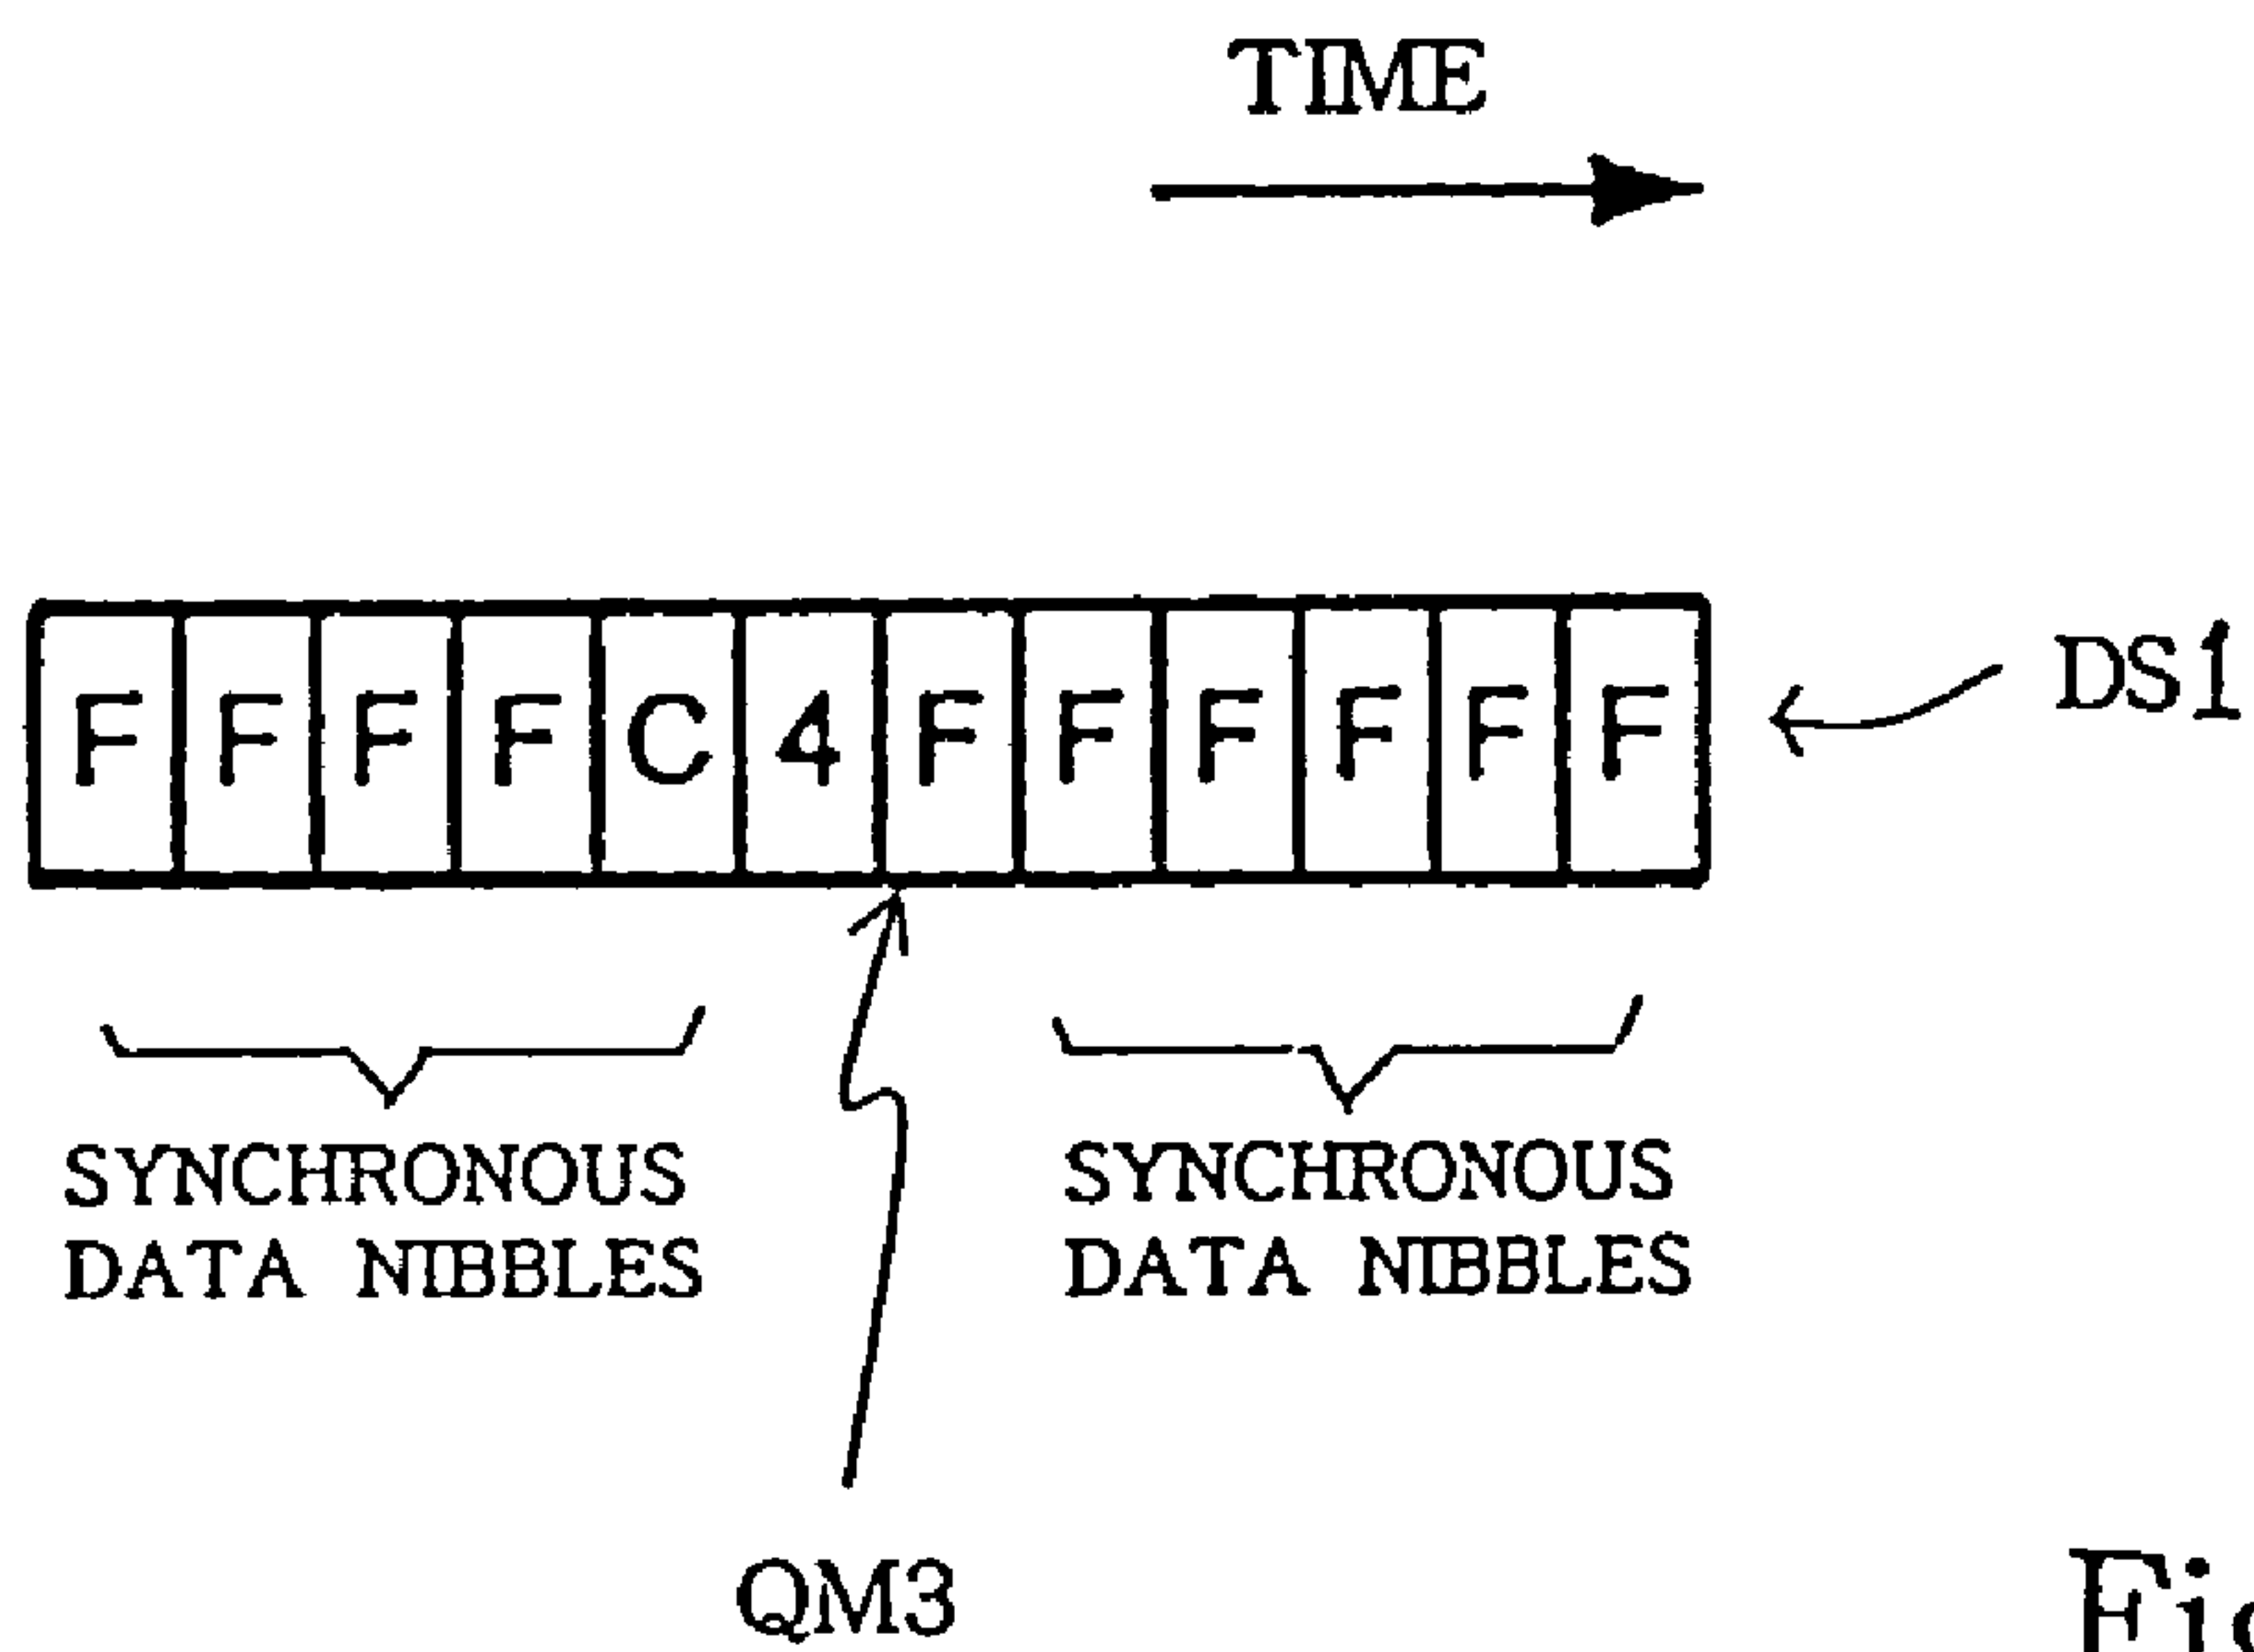 TIME
F F F F C 4 F F F F F F
DS1
SYNCHRONOUS
DATA NIBBLES
SYNCHRONOUS
DATA NIBBLES
QM3